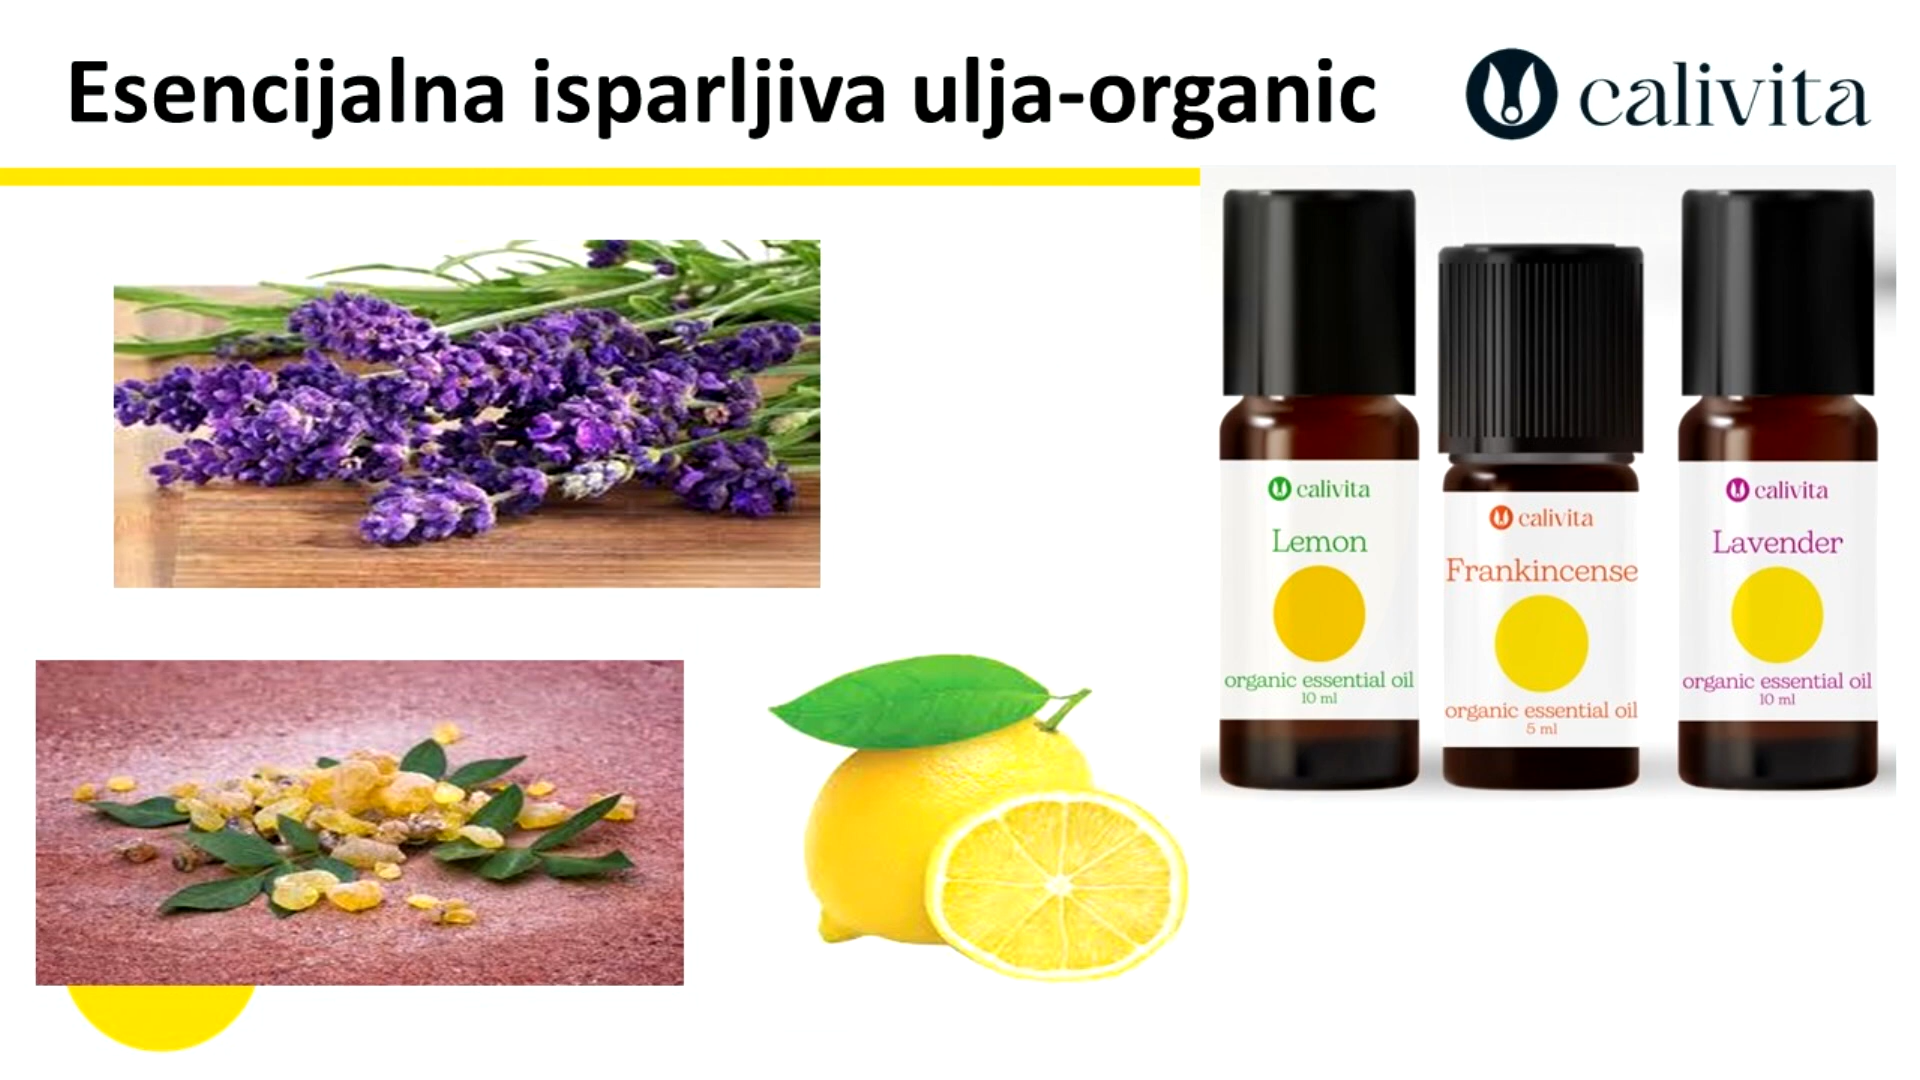 Esencijalna isparljiva ulja-organic
calivita
calivita
Lemon
organic essential oil
10 ml
calivita
Frankincense
organic essential oil
5 ml
calivita
Lavender
organic essential oil
10 ml